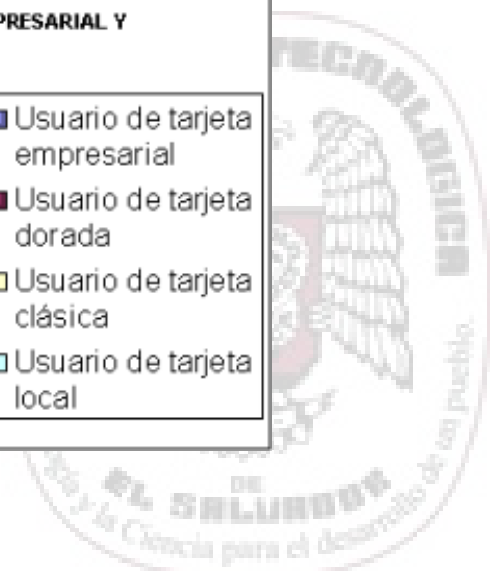 PRESARIAL Y
Usuario de tarjeta
empresarial
Usuario de tarjeta
dorada
Usuario de tarjeta
clásica
Usuario de tarjeta
local
DE
EL SALVADOR
y la Ciencia para el desarrollo de un pueblo.